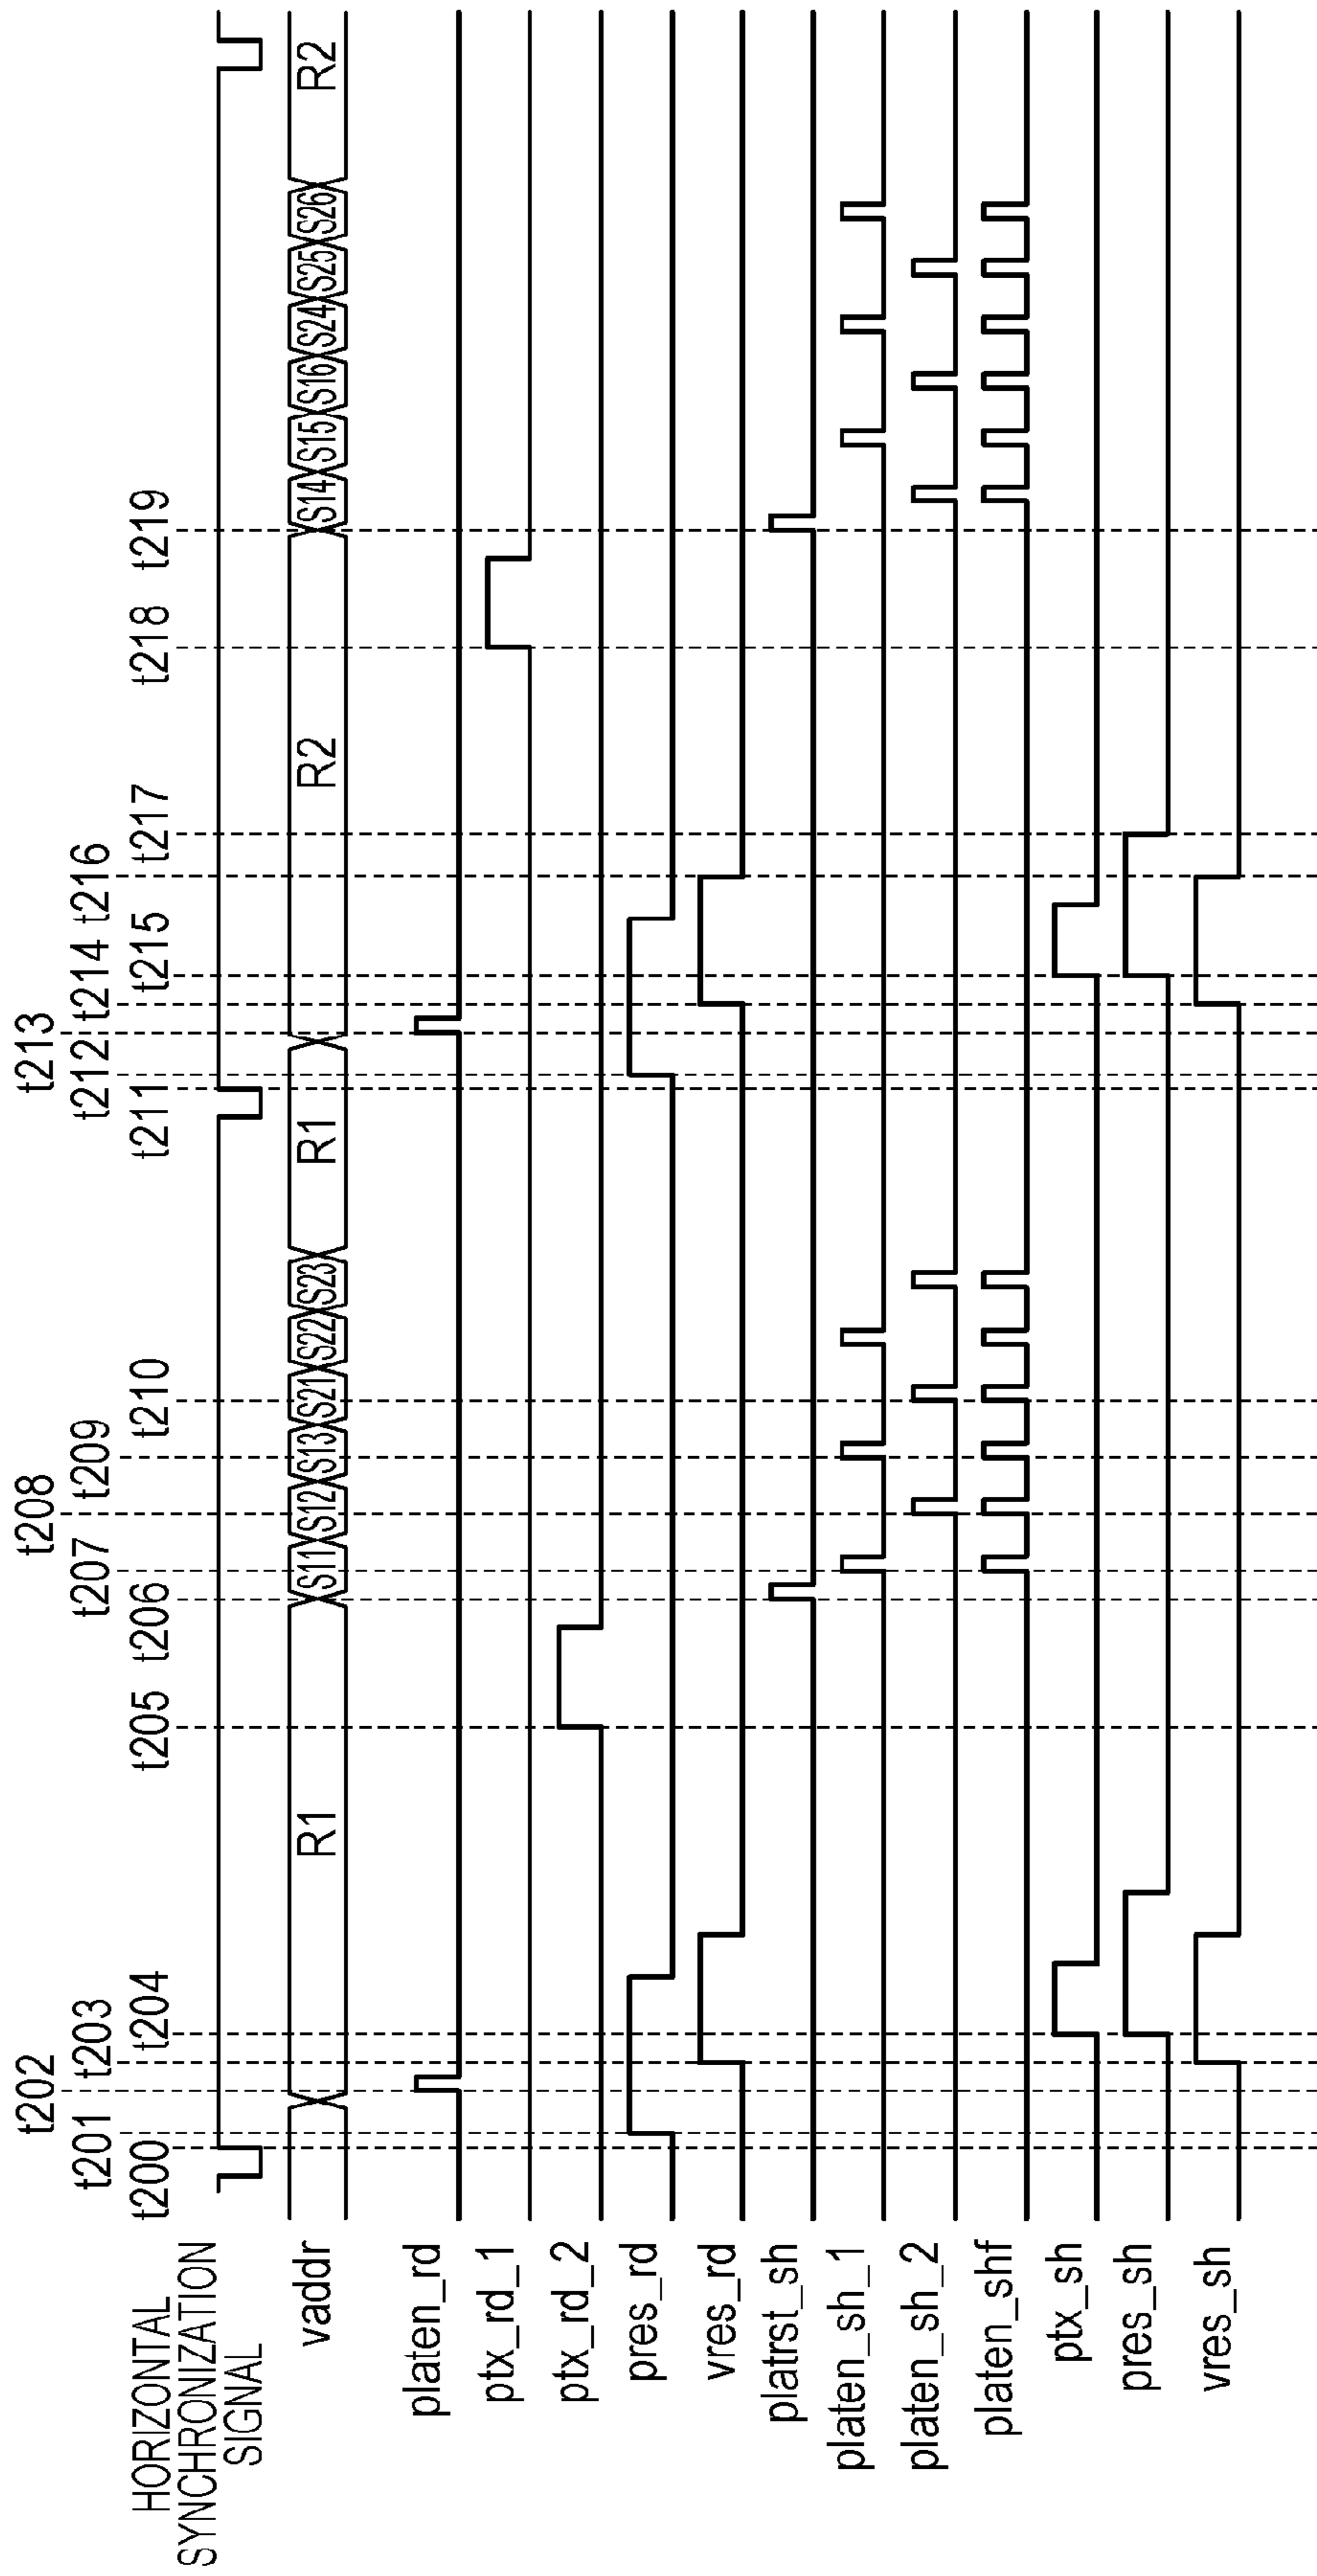 HORIZONTAL
SYNCHRONIZATION
SIGNAL
t202 t208 t213
t201 t203 t207 t209 t212 t214 t216
t200 t204 t205 t206 t210 t211 t215 t217 t218 t219
vaddr R1 S11 S12 S13 S21 S22 S23 R1 R2 S14 S15 S16 S24 S25 S26 R2
platen_rd
ptx_rd_1
ptx_rd_2
pres_rd
vres_rd
platrst_sh
platen_sh_1
platen_sh_2
platen_shf
ptx_sh
pres_sh
vres_sh